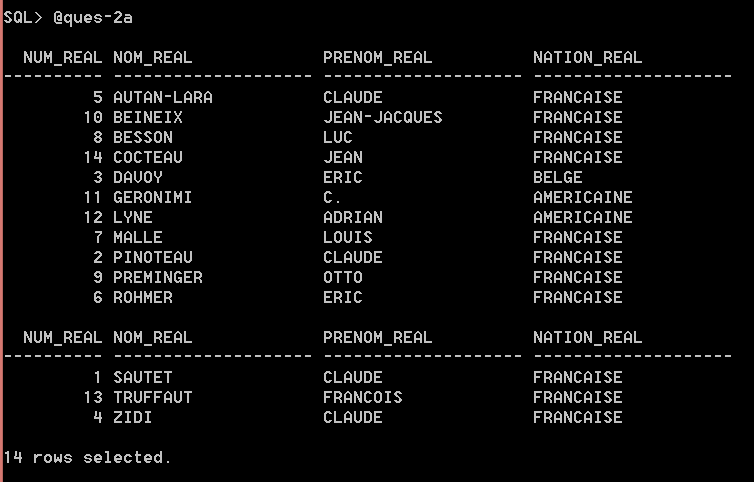 SQL> @ques-2a
NUM_REAL NOM_REAL PRENOM_REAL NATION_REAL
---------- -------------------- -------------------- --------------------
5 AUTAN-LARA CLAUDE FRANCAISE
10 BEINEIX JEAN-JACQUES FRANCAISE
8 BESSON LUC FRANCAISE
14 COCTEAU JEAN FRANCAISE
3 DAVOY ERIC BELGE
11 GERONIMI C. AMERICAINE
12 LYNE ADRIAN AMERICAINE
7 MALLE LOUIS FRANCAISE
2 PINOTEAU CLAUDE FRANCAISE
9 PREMINGER OTTO FRANCAISE
6 ROHMER ERIC FRANCAISE
NUM_REAL NOM_REAL PRENOM_REAL NATION_REAL
---------- -------------------- -------------------- --------------------
1 SAUTET CLAUDE FRANCAISE
13 TRUFFAUT FRANCOIS FRANCAISE
4 ZIDI CLAUDE FRANCAISE
14 rows selected.